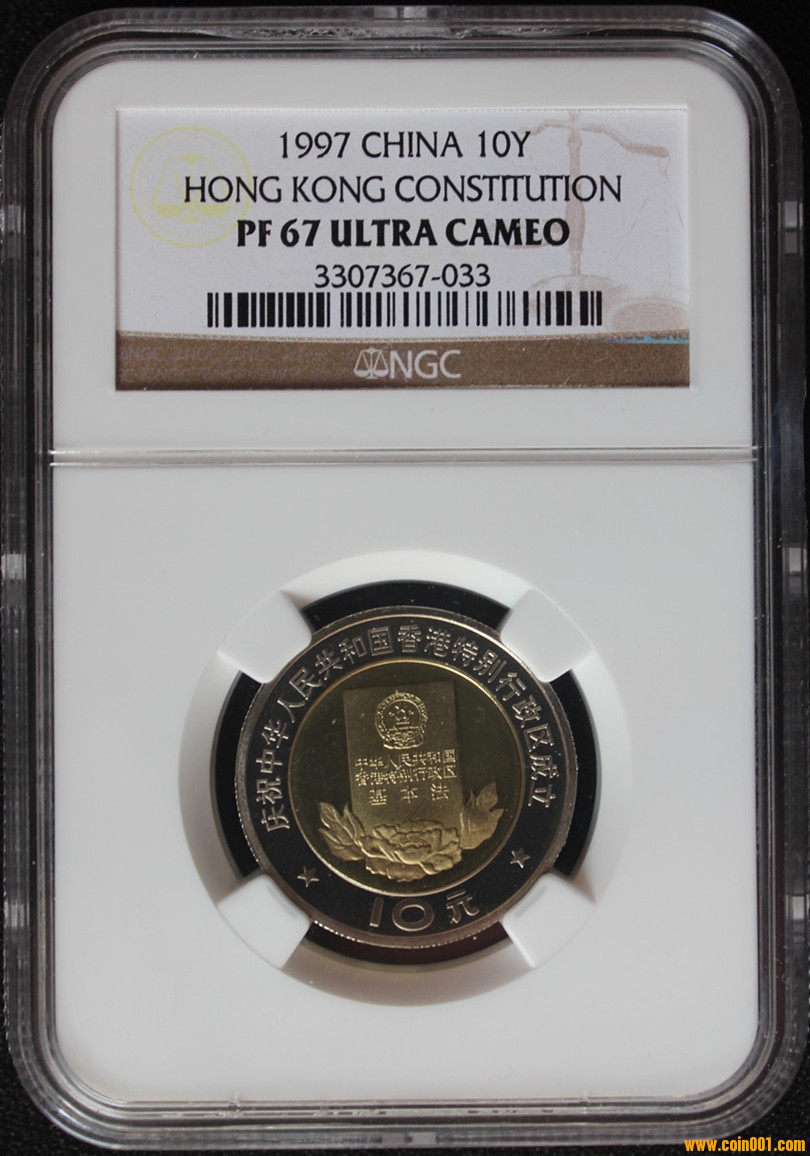 1997 CHINA 10Y
HONG KONG CONSTITUTION
PF 67 ULTRA CAMEO
3307367-033
NGC
庆祝中华人民共和国香港特别行政区成立
中华人民共和国
香港特别行政区
基本法
10元
www.coin001.com